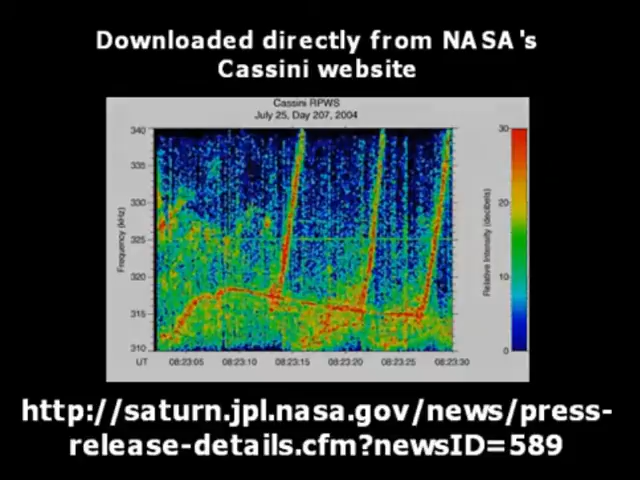 Downloaded directly from NASA's
Cassini website
Cassini RPWS
July 25, Day 207, 2004
340
335
330
325
320
315
310
Frequency (kHz)
UT 08:23:05 08:23:10 08:23:15 08:23:20 08:23:25 08:23:30
30
20
10
0
Relative Intensity (decibels)
http://saturn.jpl.nasa.gov/news/press-
release-details.cfm?newsID=589